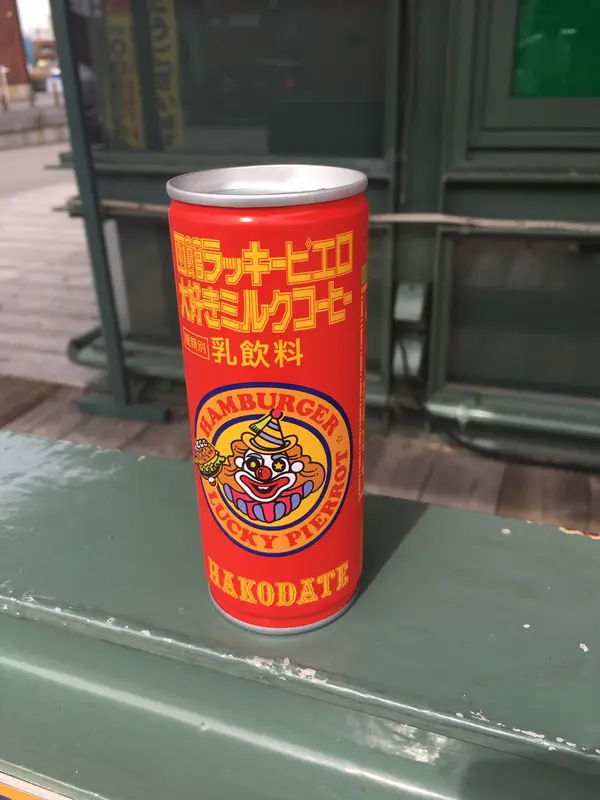 函館ラッキーピエロ
大好きミルクコーヒー
種類別 乳飲料
HAMBURGER
LUCKY PIERROT
HAKODATE